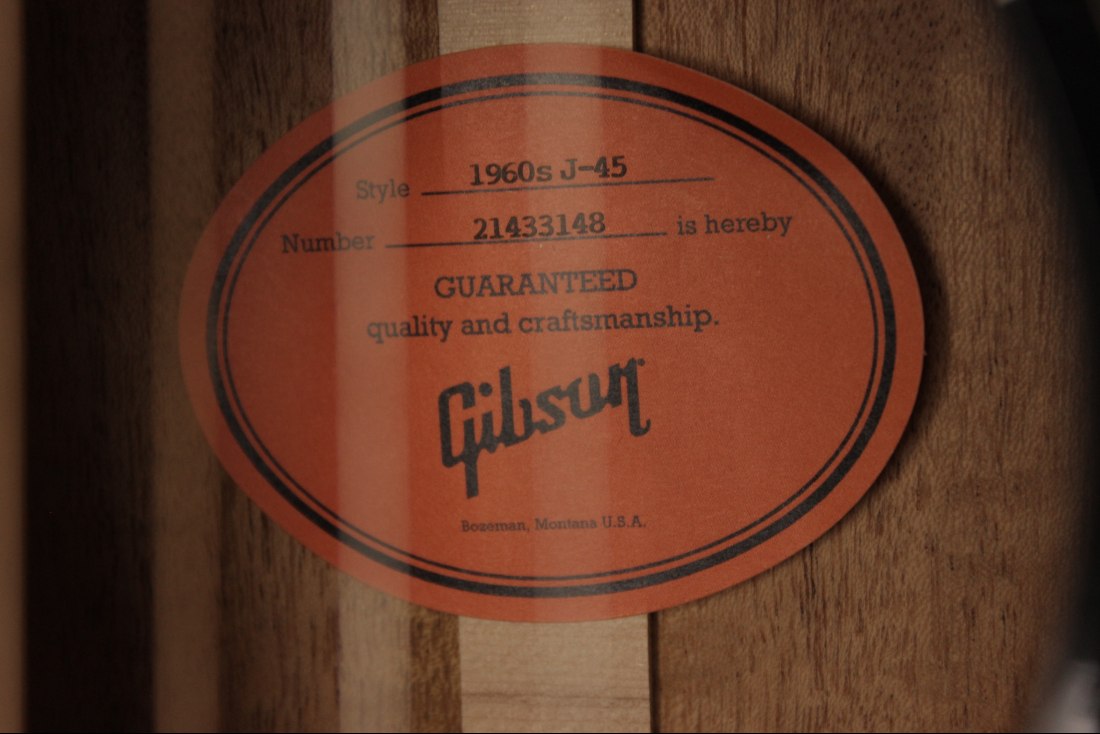 Style 1960s J-45
Number 21433148 is hereby
GUARANTEED
quality and craftsmanship.
Gibson
Bozeman, Montana U.S.A.